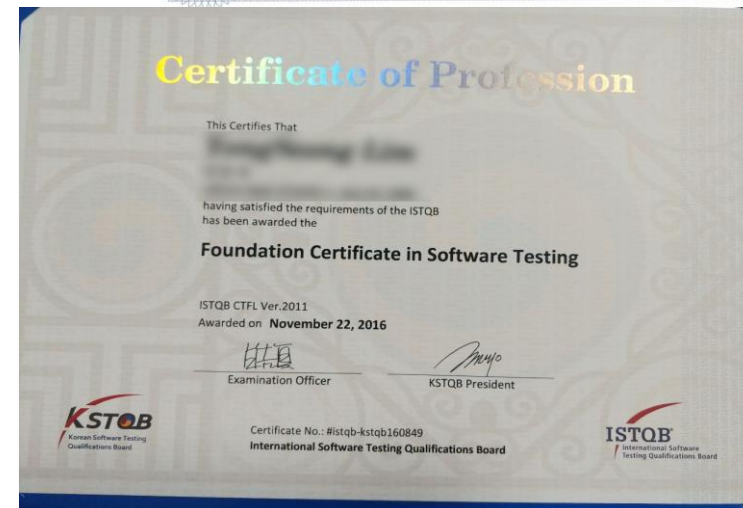 Certificate of Profession
This Certifies That
having satisfied the requirements of the ISTQB
has been awarded the
Foundation Certificate in Software Testing
ISTQB CTFL Ver.2011
Awarded on November 22, 2016
Examination Officer
KSTQB President
KSTQB
Korean Software Testing
Qualifications Board
Certificate No.: #istqb-kstqb160849
International Software Testing Qualifications Board
ISTQB
International Software
Testing Qualifications Board